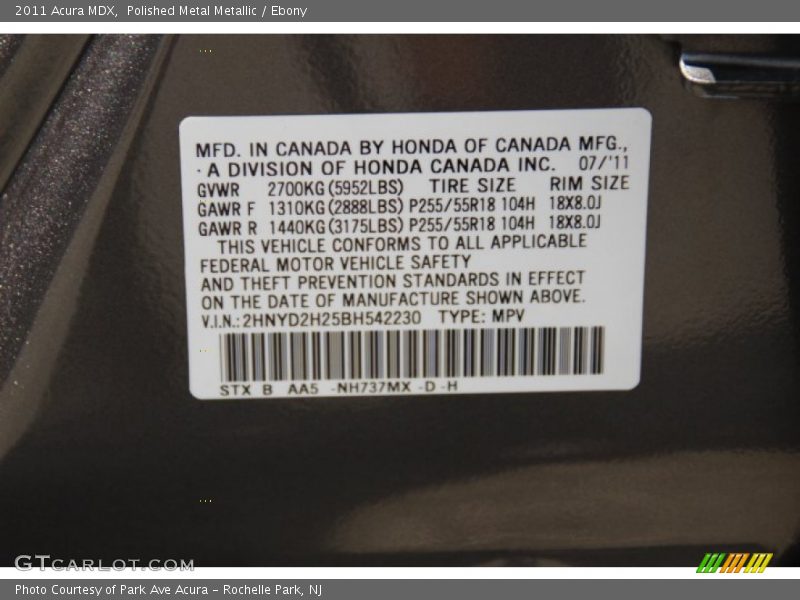 2011 Acura MDX, Polished Metal Metallic / Ebony
MFD. IN CANADA BY HONDA OF CANADA MFG.,
· A DIVISION OF HONDA CANADA INC. 07/'11
GVWR 2700KG(5952LBS) TIRE SIZE RIM SIZE
GAWR F 1310KG(2888LBS) P255/55R18 104H 18X8.0J
GAWR R 1440KG(3175LBS) P255/55R18 104H 18X8.0J
THIS VEHICLE CONFORMS TO ALL APPLICABLE
FEDERAL MOTOR VEHICLE SAFETY
AND THEFT PREVENTION STANDARDS IN EFFECT
ON THE DATE OF MANUFACTURE SHOWN ABOVE.
V.I.N.:2HNYD2H25BH542230 TYPE: MPV
STX B AA5 -NH737MX -D -H
GTCARLOT.COM
Photo Courtesy of Park Ave Acura - Rochelle Park, NJ